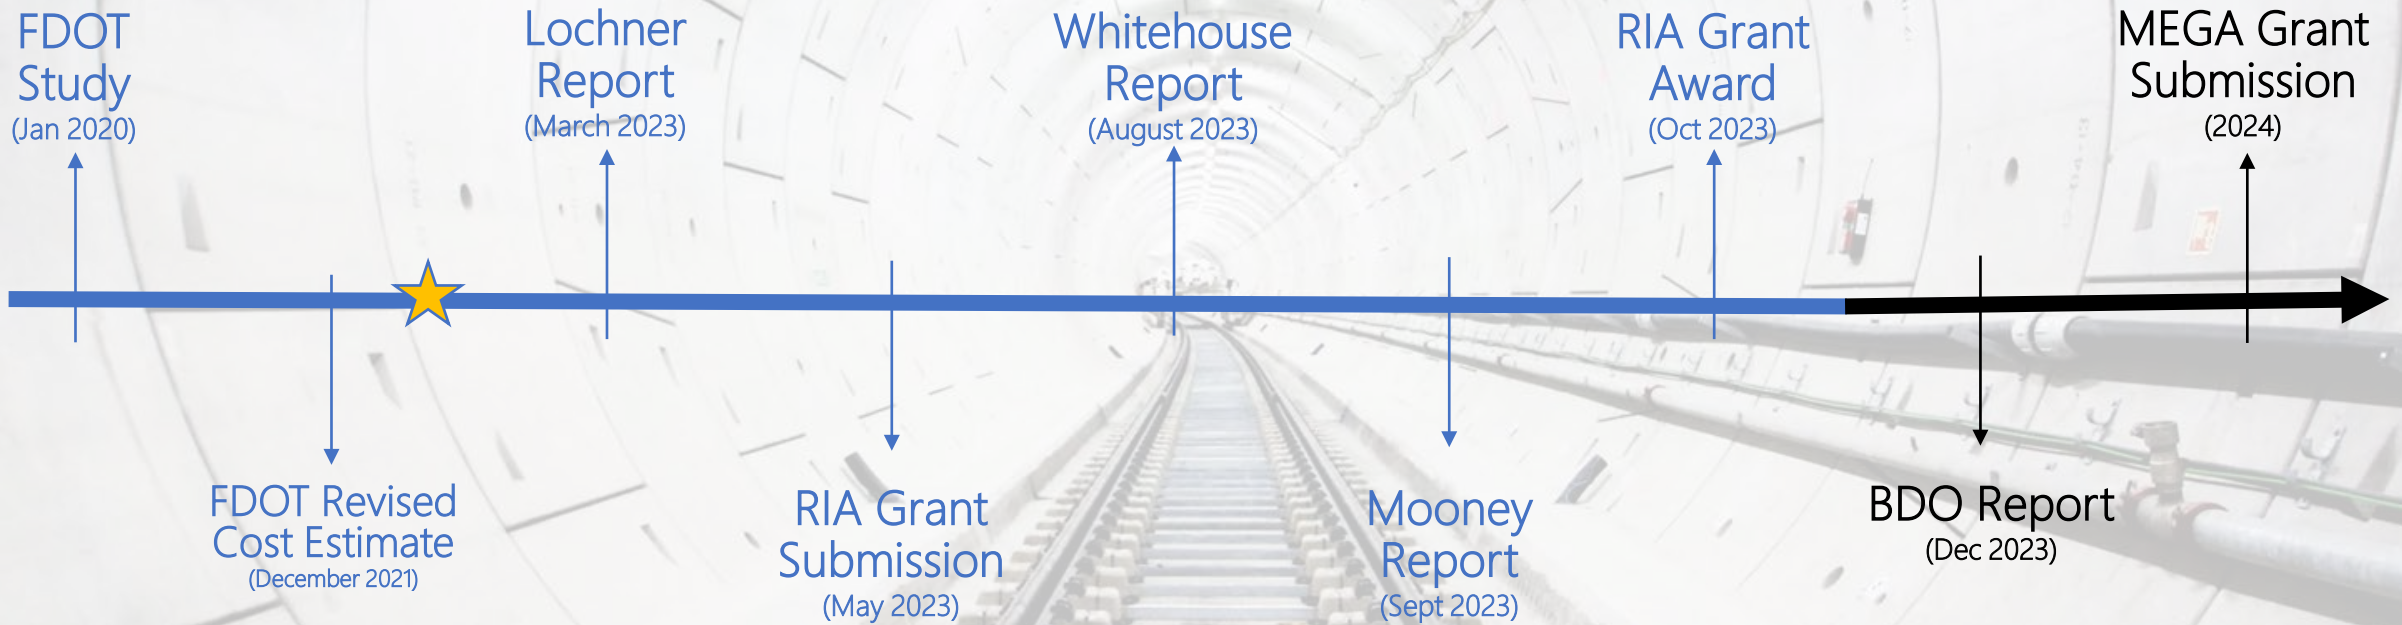 FDOT
Study
(Jan 2020)
FDOT Revised
Cost Estimate
(December 2021)
Lochner
Report
(March 2023)
RIA Grant
Submission
(May 2023)
Whitehouse
Report
(August 2023)
Mooney
Report
(Sept 2023)
RIA Grant
Award
(Oct 2023)
BDO Report
(Dec 2023)
MEGA Grant
Submission
(2024)